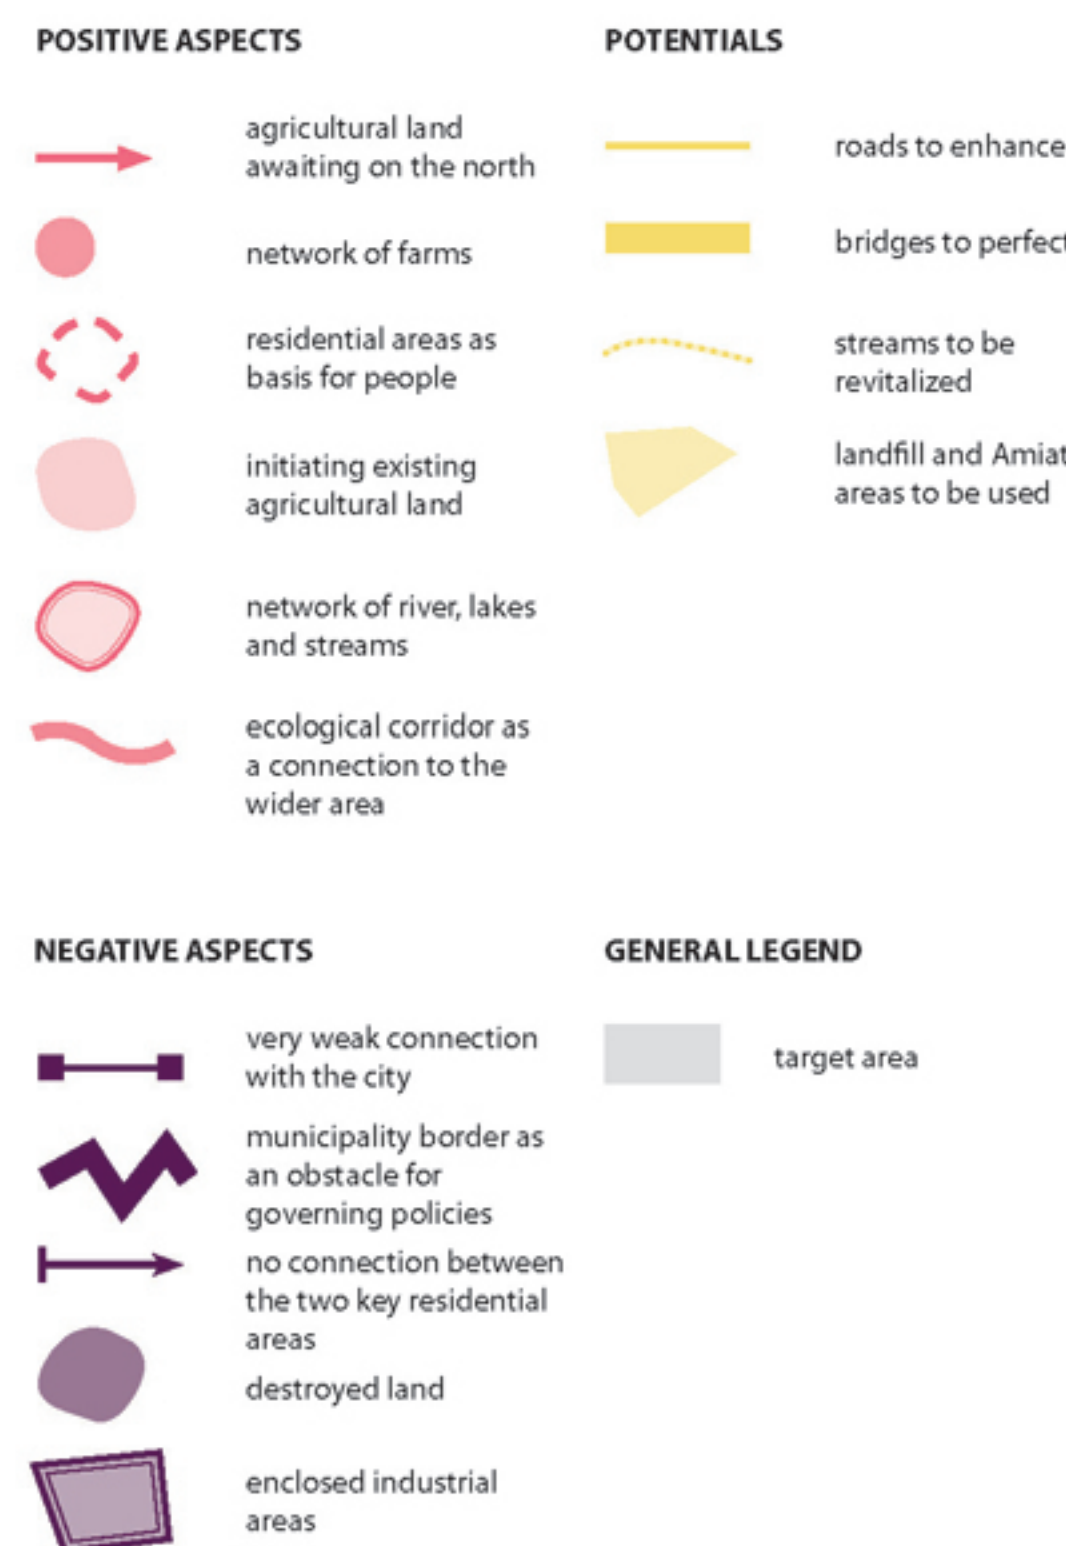 POSITIVE ASPECTS
agricultural land
awaiting on the north
network of farms
residential areas as
basis for people
initiating existing
agricultural land
network of river, lakes
and streams
ecological corridor as
a connection to the
wider area
POTENTIALS
roads to enhance
bridges to perfect
streams to be
revitalized
landfill and Amiat
areas to be used
NEGATIVE ASPECTS
very weak connection
with the city
municipality border as
an obstacle for
governing policies
no connection between
the two key residential
areas
destroyed land
enclosed industrial
areas
GENERAL LEGEND
target area